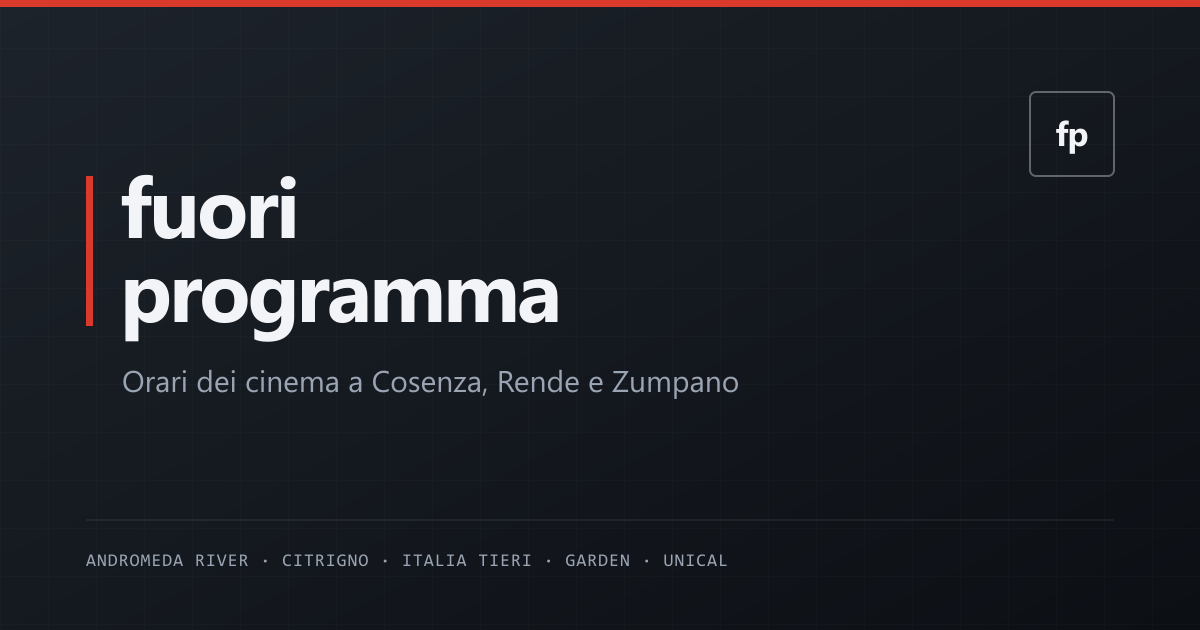 fp
fuori
programma
Orari dei cinema a Cosenza, Rende e Zumpano
ANDROMEDA RIVER · CITRIGNO · ITALIA TIERI · GARDEN · UNICAL